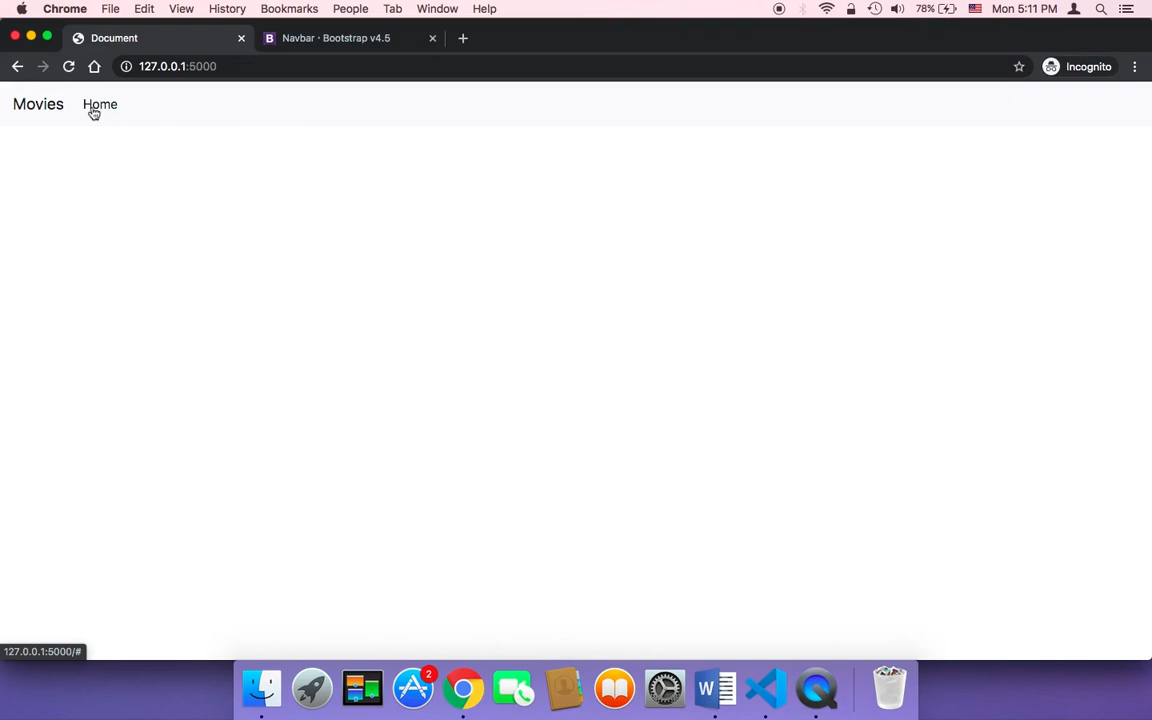 Chrome File Edit View History Bookmarks People Tab Window Help 78% Mon 5:11 PM
Document B Navbar · Bootstrap v4.5
127.0.0.1:5000 Incognito
Movies Home
127.0.0.1:5000/#
2
W